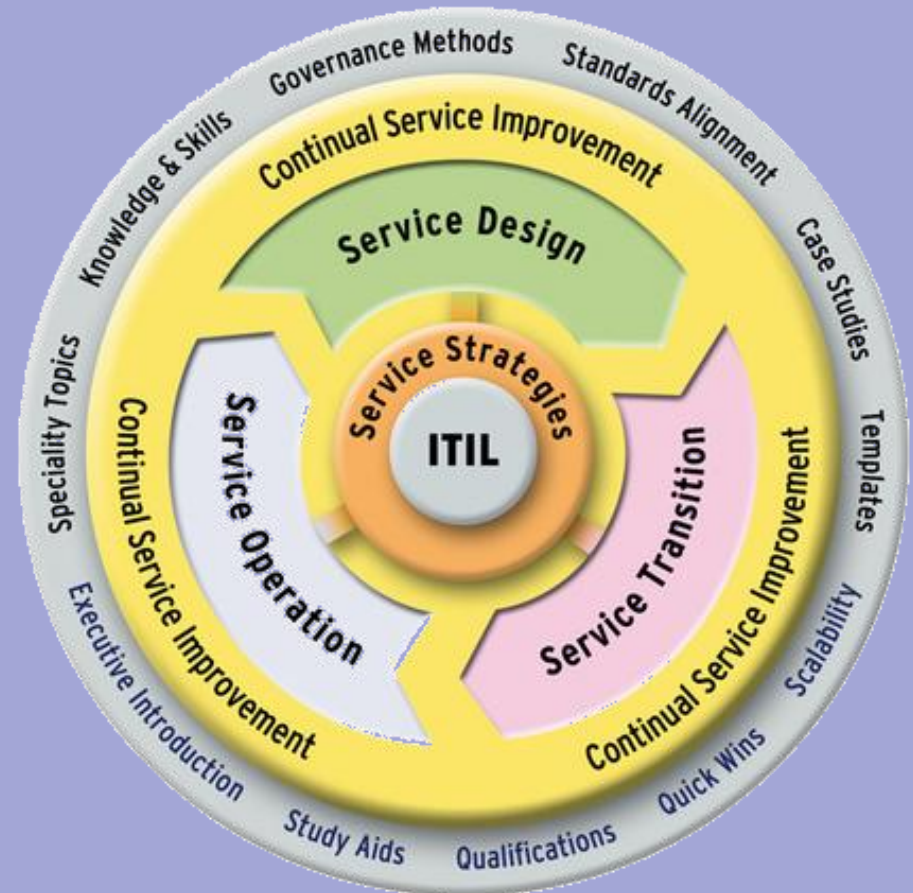 Governance Methods
Standards Alignment
Case Studies
Templates
Scalability
Quick Wins
Qualifications
Study Aids
Executive Introduction
Speciality Topics
Knowledge & Skills
Continual Service Improvement
Continual Service Improvement
Continual Service Improvement
Service Design
Service Transition
Service Operation
Service Strategies
ITIL